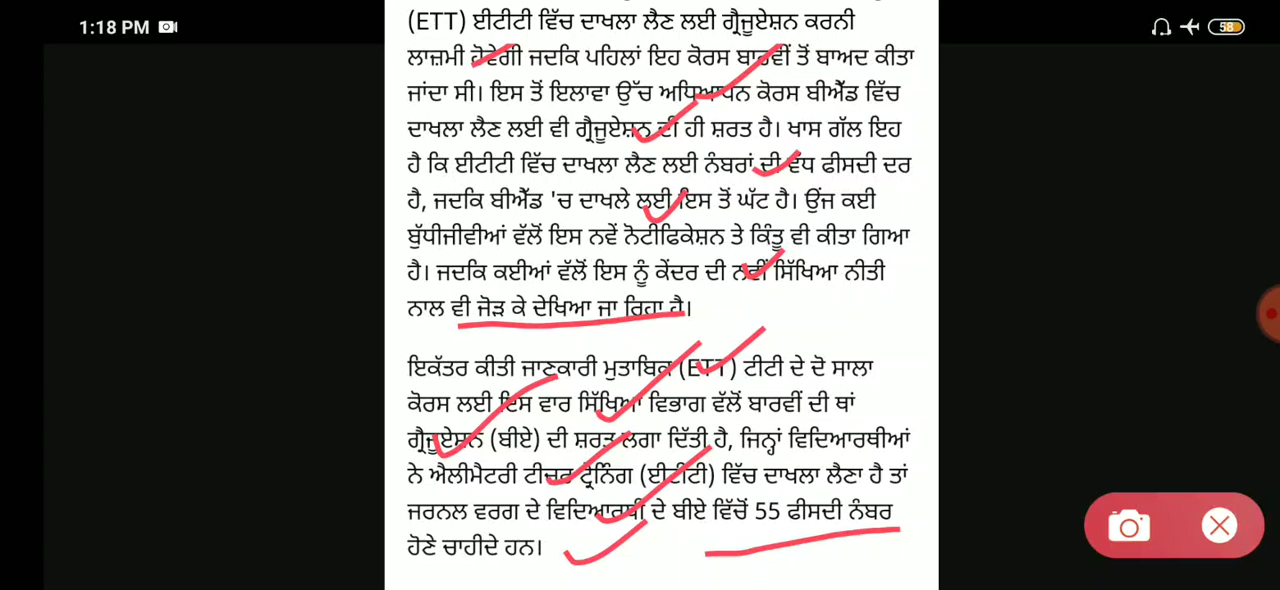 1:18 PM
58
(ETT) ਈਟੀਟੀ ਵਿੱਚ ਦਾਖਲਾ ਲੈਣ ਲਈ ਗ੍ਰੈਜੂਏਸ਼ਨ ਕਰਨੀ
ਲਾਜ਼ਮੀ ਹੋਵੇਗੀ ਜਦਕਿ ਪਹਿਲਾਂ ਇਹ ਕੋਰਸ ਬਾਰਵੀਂ ਤੋਂ ਬਾਅਦ ਕੀਤਾ
ਜਾਂਦਾ ਸੀ। ਇਸ ਤੋਂ ਇਲਾਵਾ ਉੱਚ ਅਧਿਆਪਨ ਕੋਰਸ ਬੀਐੱਡ ਵਿੱਚ
ਦਾਖਲਾ ਲੈਣ ਲਈ ਵੀ ਗ੍ਰੈਜੂਏਸ਼ਨ ਦੀ ਹੀ ਸ਼ਰਤ ਹੈ। ਖਾਸ ਗੱਲ ਇਹ
ਹੈ ਕਿ ਈਟੀਟੀ ਵਿੱਚ ਦਾਖਲਾ ਲੈਣ ਲਈ ਨੰਬਰਾਂ ਦੀ ਵੱਧ ਫੀਸਦੀ ਦਰ
ਹੈ, ਜਦਕਿ ਬੀਐੱਡ 'ਚ ਦਾਖਲੇ ਲਈ ਇਸ ਤੋਂ ਘੱਟ ਹੈ। ਉਂਜ ਕਈ
ਬੁੱਧੀਜੀਵੀਆਂ ਵੱਲੋਂ ਇਸ ਨਵੇਂ ਨੋਟੀਫਿਕੇਸ਼ਨ ਤੇ ਕਿੰਤੂ ਵੀ ਕੀਤਾ ਗਿਆ
ਹੈ। ਜਦਕਿ ਕਈਆਂ ਵੱਲੋਂ ਇਸ ਨੂੰ ਕੇਂਦਰ ਦੀ ਨਵੀਂ ਸਿੱਖਿਆ ਨੀਤੀ
ਨਾਲ ਵੀ ਜੋੜ ਕੇ ਦੇਖਿਆ ਜਾ ਰਿਹਾ ਹੈ।
ਇਕੱਤਰ ਕੀਤੀ ਜਾਣਕਾਰੀ ਮੁਤਾਬਿਕ (ETT) ਟੀਟੀ ਦੇ ਦੋ ਸਾਲਾ
ਕੋਰਸ ਲਈ ਇਸ ਵਾਰ ਸਿੱਖਿਆ ਵਿਭਾਗ ਵੱਲੋਂ ਬਾਰਵੀਂ ਦੀ ਥਾਂ
ਗ੍ਰੈਜੂਏਸ਼ਨ (ਬੀਏ) ਦੀ ਸ਼ਰਤ ਲਗਾ ਦਿੱਤੀ ਹੈ, ਜਿਨ੍ਹਾਂ ਵਿਦਿਆਰਥੀਆਂ
ਨੇ ਐਲੀਮੈਟਰੀ ਟੀਚਰ ਟ੍ਰੇਨਿੰਗ (ਈਟੀਟੀ) ਵਿੱਚ ਦਾਖਲਾ ਲੈਣਾ ਹੈ ਤਾਂ
ਜਰਨਲ ਵਰਗ ਦੇ ਵਿਦਿਆਰਥੀ ਦੇ ਬੀਏ ਵਿੱਚੋਂ 55 ਫੀਸਦੀ ਨੰਬਰ
ਹੋਣੇ ਚਾਹੀਦੇ ਹਨ।